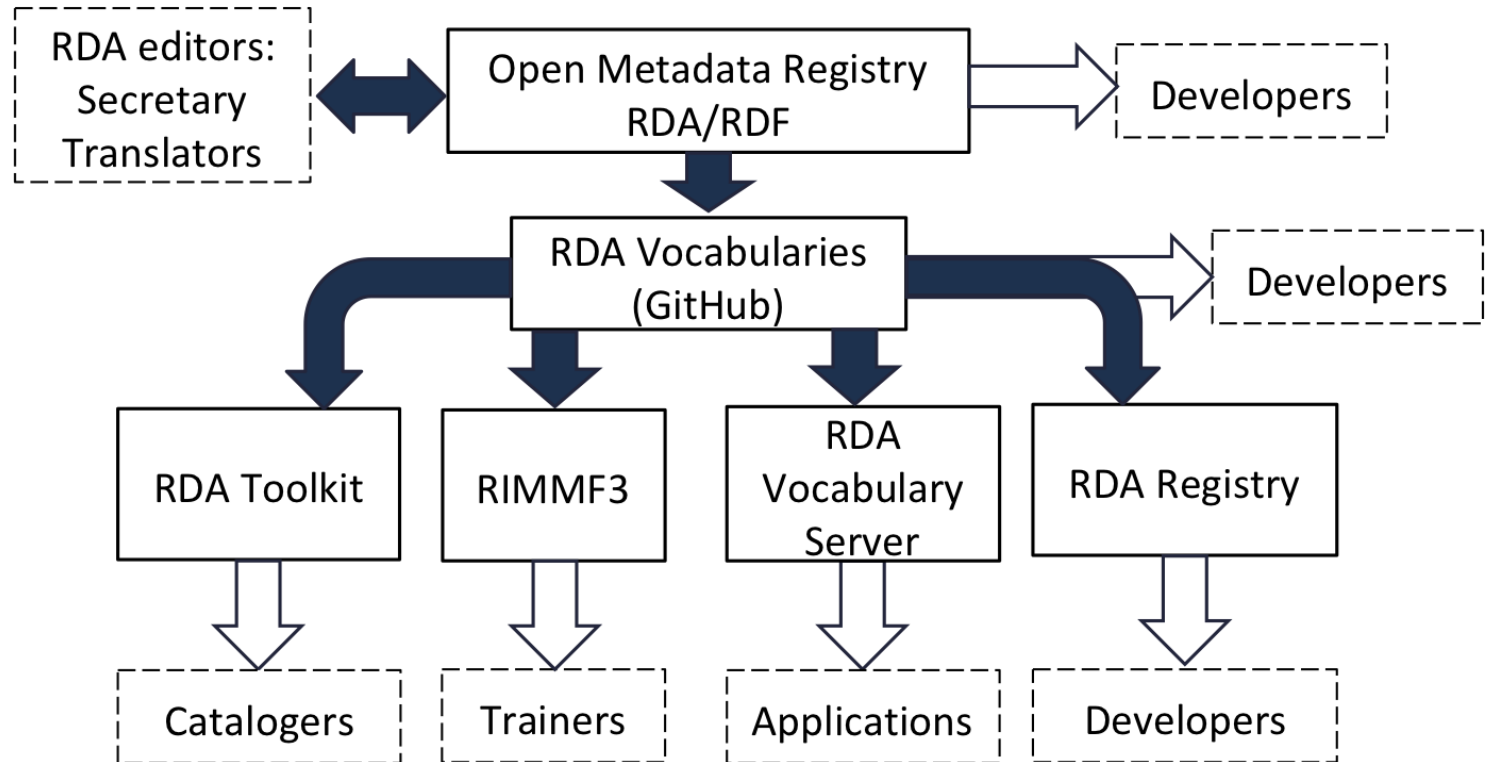 RDA editors:
Secretary
Translators
Open Metadata Registry
RDA/RDF
Developers
RDA Vocabularies
(GitHub)
Developers
RDA Toolkit
RIMMF3
RDA
Vocabulary
Server
RDA Registry
Catalogers
Trainers
Applications
Developers